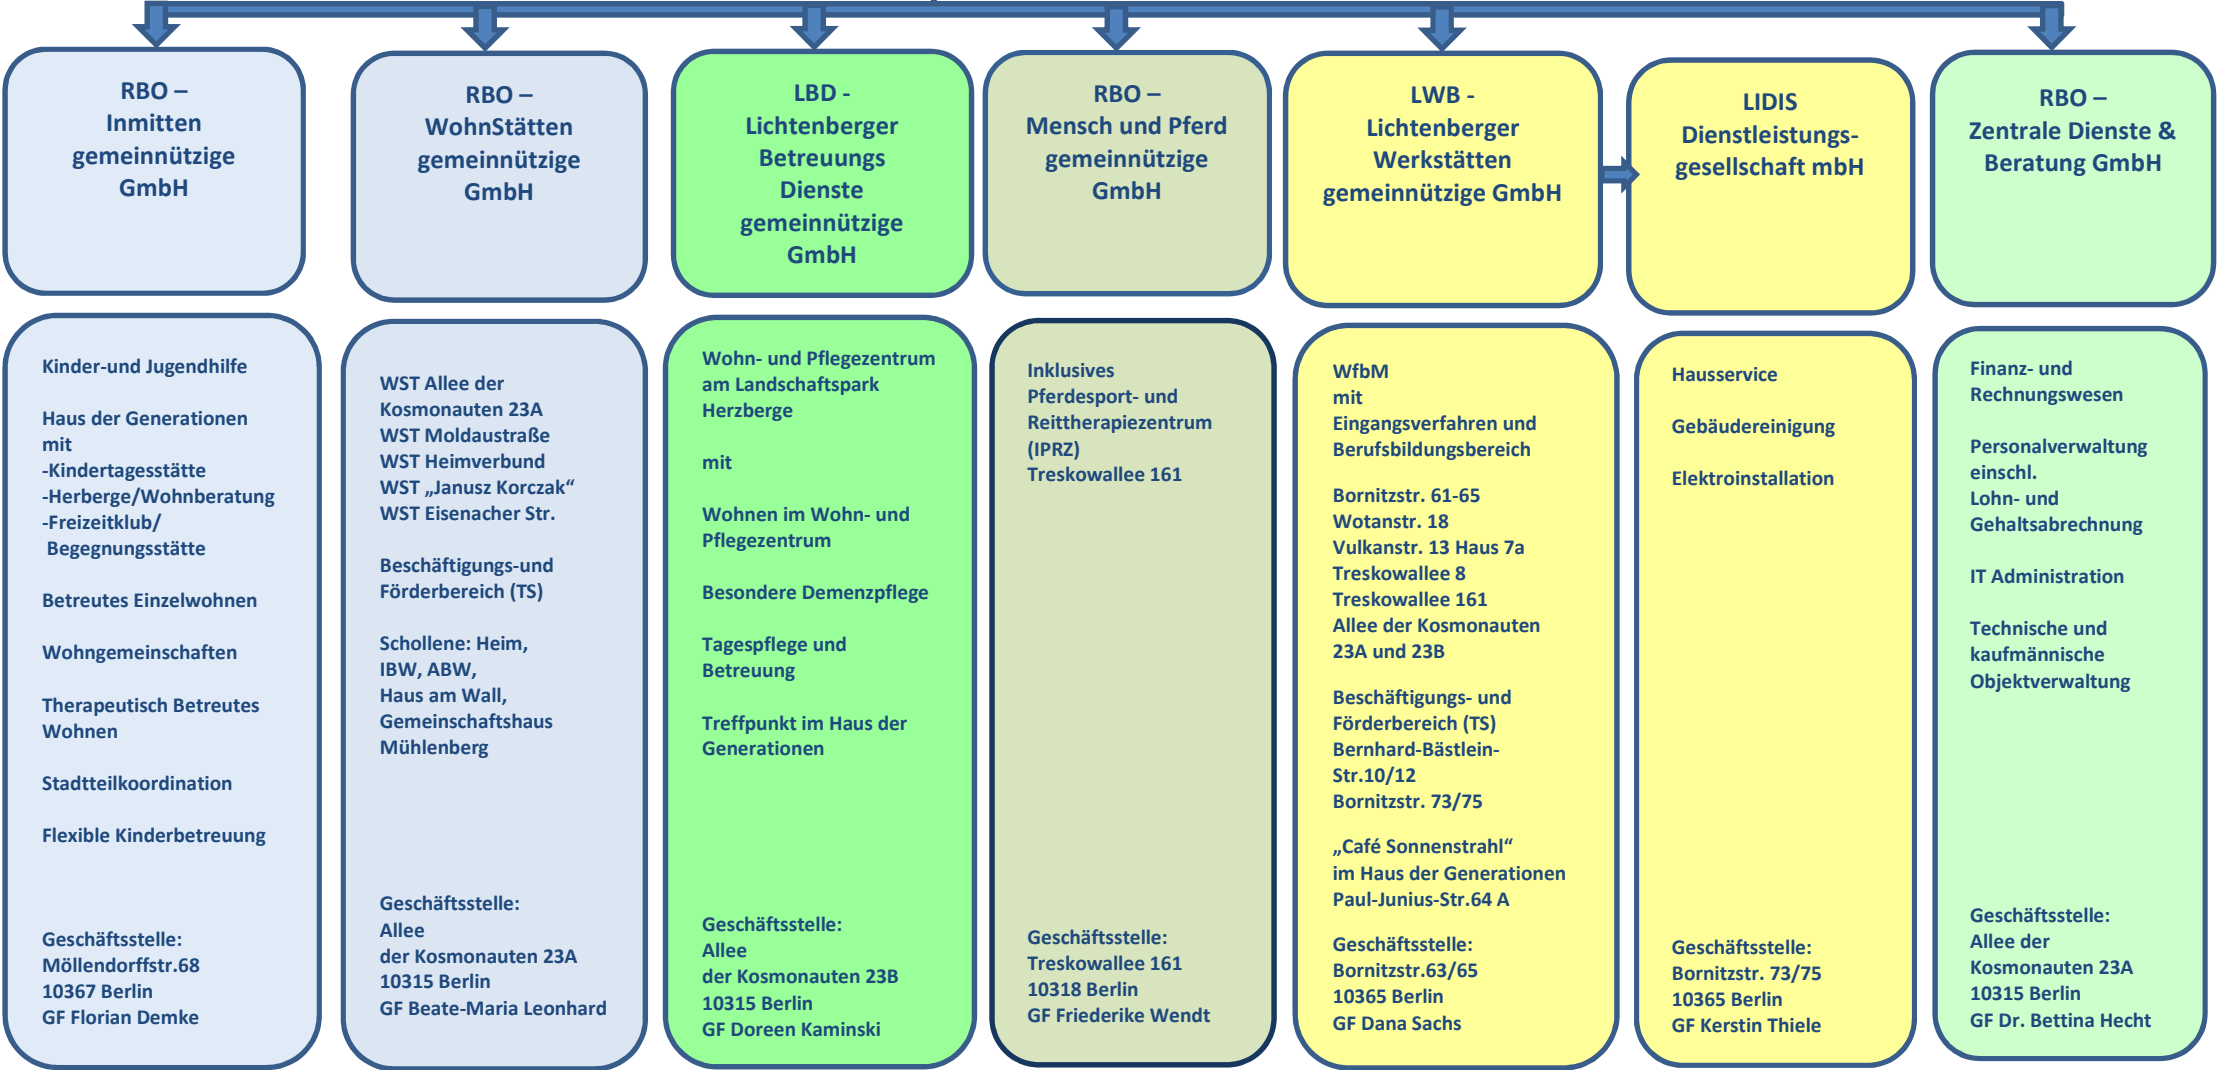 RBO –
Inmitten
gemeinnützige
GmbH
RBO –
WohnStätten
gemeinnützige
GmbH
LBD -
Lichtenberger
Betreuungs
Dienste
gemeinnützige
GmbH
RBO –
Mensch und Pferd
gemeinnützige
GmbH
LWB -
Lichtenberger
Werkstätten
gemeinnützige GmbH
LIDIS
Dienstleistungs-
gesellschaft mbH
RBO –
Zentrale Dienste &
Beratung GmbH
Kinder-und Jugendhilfe
Haus der Generationen
mit
-Kindertagesstätte
-Herberge/Wohnberatung
-Freizeitklub/
Begegnungsstätte
Betreutes Einzelwohnen
Wohngemeinschaften
Therapeutisch Betreutes
Wohnen
Stadtteilkoordination
Flexible Kinderbetreuung
Geschäftsstelle:
Möllendorffstr.68
10367 Berlin
GF Florian Demke
WST Allee der
Kosmonauten 23A
WST Moldaustraße
WST Heimverbund
WST „Janusz Korczak“
WST Eisenacher Str.
Beschäftigungs-und
Förderbereich (TS)
Schollene: Heim,
IBW, ABW,
Haus am Wall,
Gemeinschaftshaus
Mühlenberg
Geschäftsstelle:
Allee
der Kosmonauten 23A
10315 Berlin
GF Beate-Maria Leonhard
Wohn- und Pflegezentrum
am Landschaftspark
Herzberge
mit
Wohnen im Wohn- und
Pflegezentrum
Besondere Demenzpflege
Tagespflege und
Betreuung
Treffpunkt im Haus der
Generationen
Geschäftsstelle:
Allee
der Kosmonauten 23B
10315 Berlin
GF Doreen Kaminski
Inklusives
Pferdesport- und
Reittherapiezentrum
(IPRZ)
Treskowallee 161
Geschäftsstelle:
Treskowallee 161
10318 Berlin
GF Friederike Wendt
WfbM
mit
Eingangsverfahren und
Berufsbildungsbereich
Bornitzstr. 61-65
Wotanstr. 18
Vulkanstr. 13 Haus 7a
Treskowallee 8
Treskowallee 161
Allee der Kosmonauten
23A und 23B
Beschäftigungs- und
Förderbereich (TS)
Bernhard-Bästlein-
Str.10/12
Bornitzstr. 73/75
„Café Sonnenstrahl“
im Haus der Generationen
Paul-Junius-Str.64 A
Geschäftsstelle:
Bornitzstr.63/65
10365 Berlin
GF Dana Sachs
Hausservice
Gebäudereinigung
Elektroinstallation
Geschäftsstelle:
Bornitzstr. 73/75
10365 Berlin
GF Kerstin Thiele
Finanz- und
Rechnungswesen
Personalverwaltung
einschl.
Lohn- und
Gehaltsabrechnung
IT Administration
Technische und
kaufmännische
Objektverwaltung
Geschäftsstelle:
Allee der
Kosmonauten 23A
10315 Berlin
GF Dr. Bettina Hecht